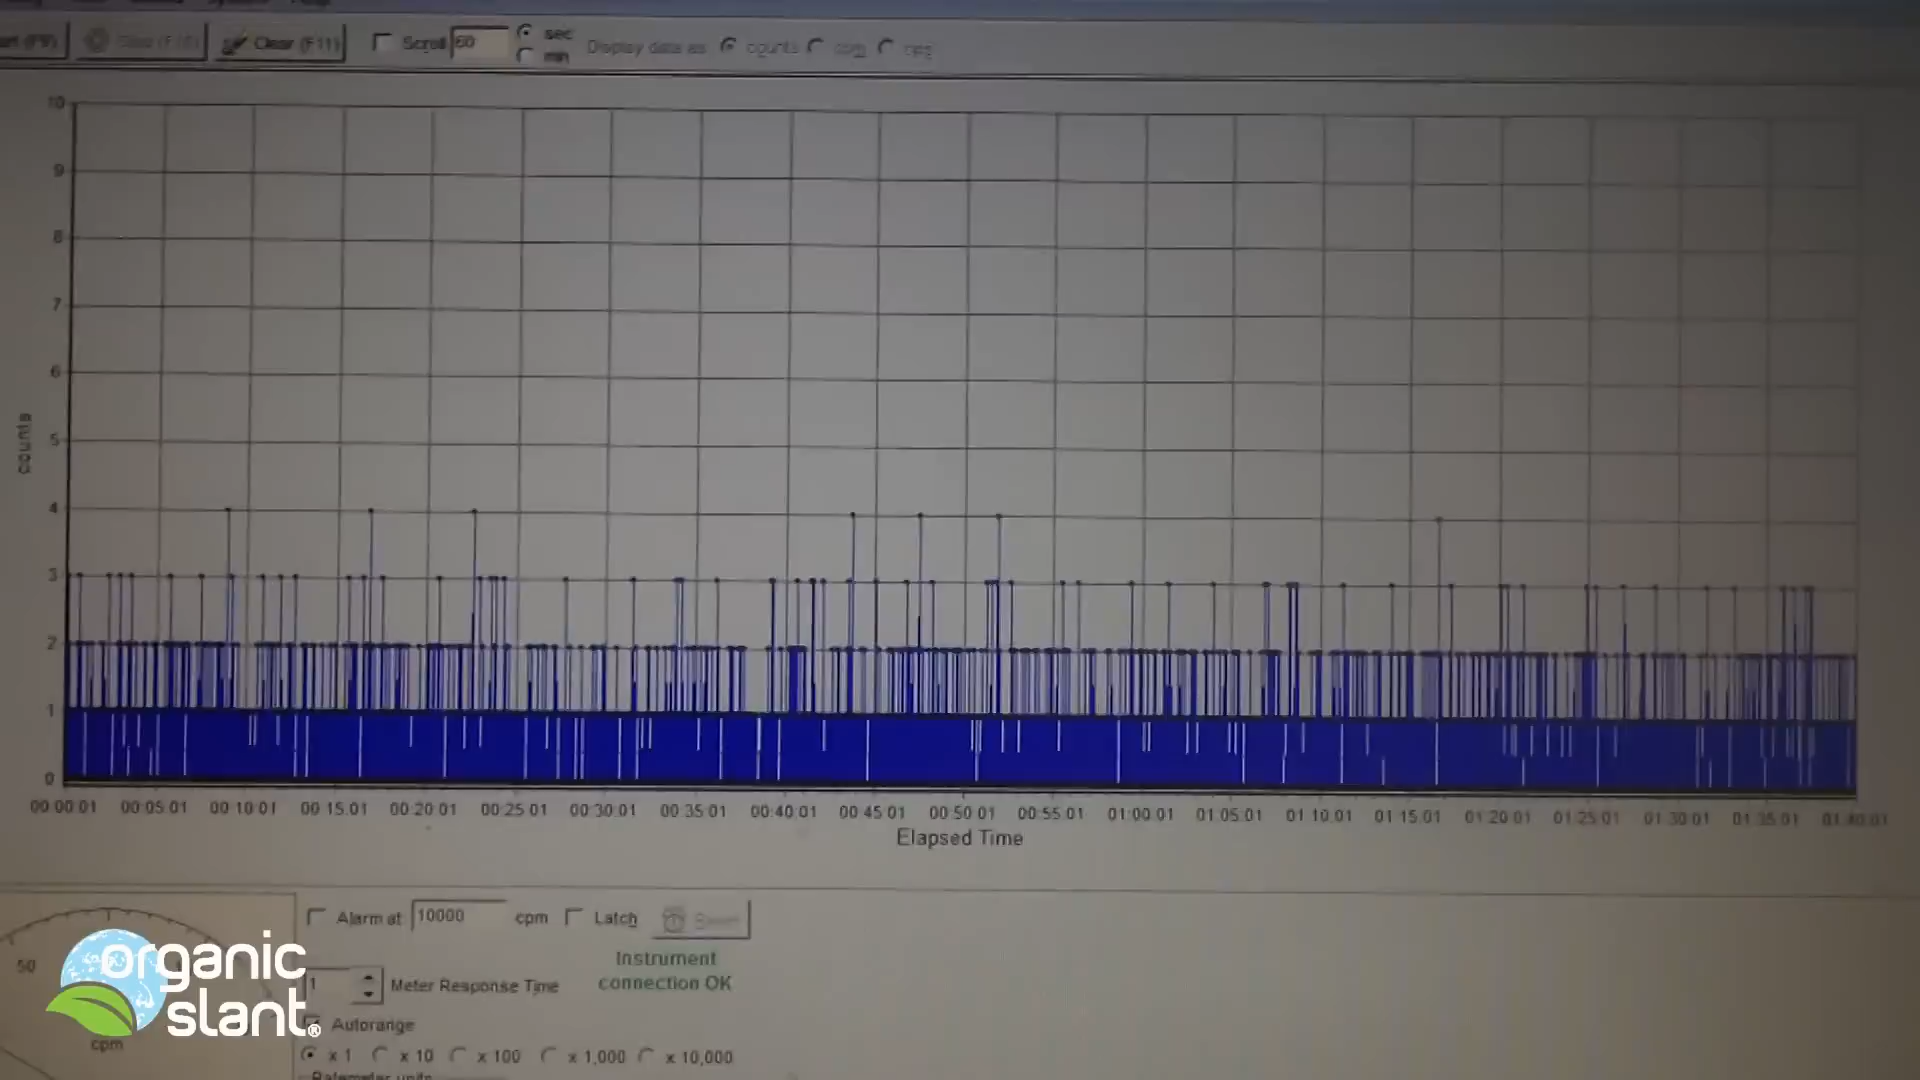 Clear (F11) Scroll 60 sec
min
Display data as counts
10
9
8
7
6
5
4
3
2
1
0
counts
00:00:01 00:05:01 00:10:01 00:15:01 00:20:01 00:25:01 00:30:01 00:35:01 00:40:01 00:45:01 00:50:01 00:55:01 01:00:01 01:05:01 01:10:01 01:15:01 01:20:01 01:25:01 01:30:01 01:35:01 01:40:01
Elapsed Time
Alarm at 10000 cpm Latch
Instrument
connection OK
50
1 Meter Response Time
Autorange
x 1 x 10 x 100 x 1,000 x 10,000
Ratemeter units
cpm
organic
slant®